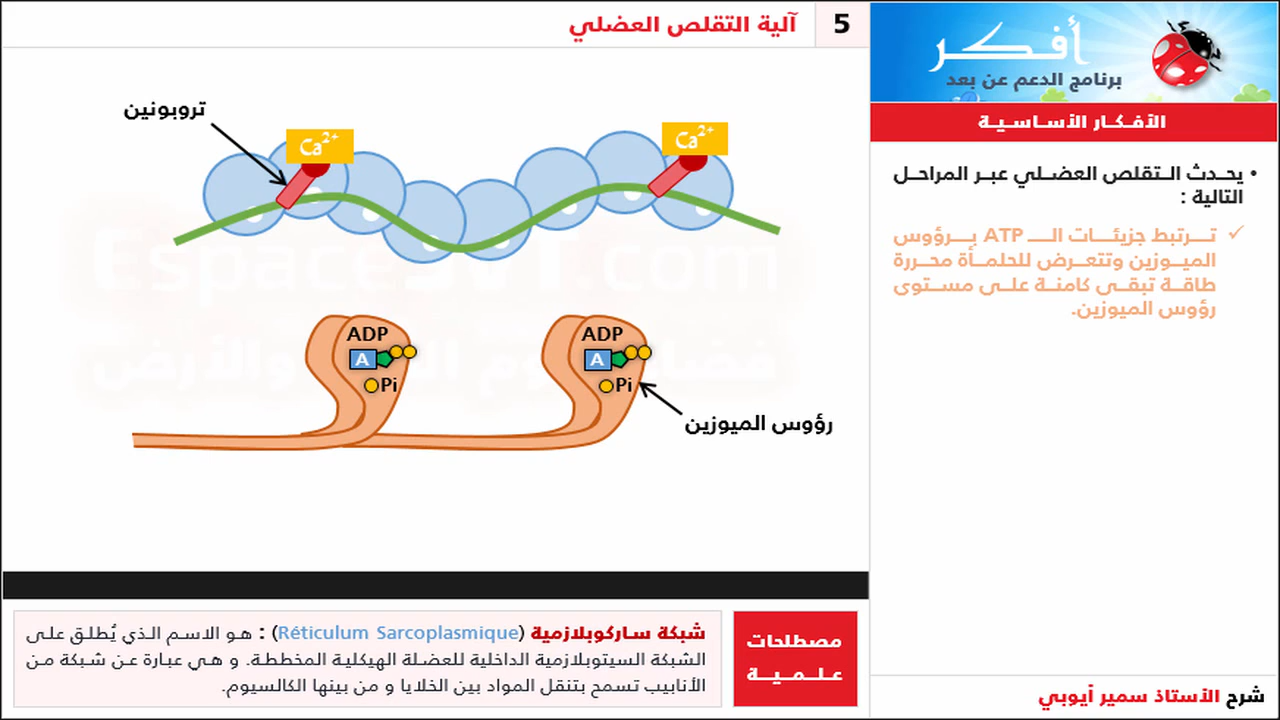 أفكر
برنامج الدعم عن بعد
5
آلية التقلص العضلي
الأفكار الأساسية
• يحدث التقلص العضلي عبر المراحل
التالية :
✓ ترتبط جزيئات الـ ATP برؤوس
الميوزين وتتعرض للحلمأة محررة
طاقة تبقى كامنة على مستوى
رؤوس الميوزين.
تروبونين
Ca²⁺
Ca²⁺
EspaceSVT.com
ADP
A
Pi
ADP
A
Pi
رؤوس الميوزين
مصطلحات
علمية
شبكة ساركوبلازمية (Réticulum Sarcoplasmique) : هو الاسم الذي يُطلق على
الشبكة السيتوبلازمية الداخلية للعضلة الهيكلية المخططة. و هي عبارة عن شبكة من
الأنابيب تسمح بتنقل المواد بين الخلايا و من بينها الكالسيوم.
شرح الأستاذ سمير أيوبي